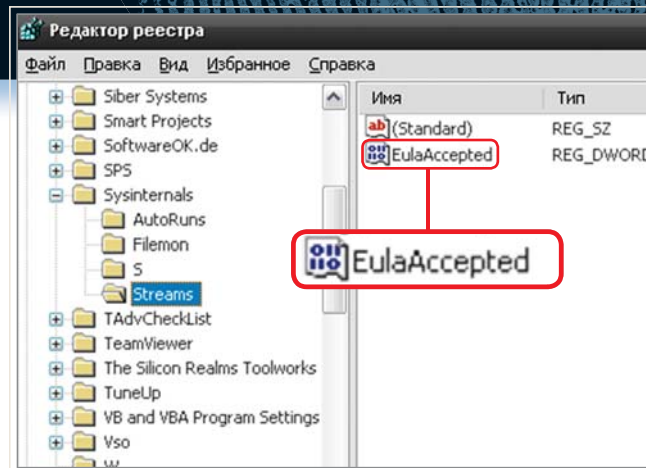 Редактор реестра
Файл Правка Вид Избранное Справка
Siber Systems
Smart Projects
SoftwareOK.de
SPS
Sysinternals
AutoRuns
Filemon
S
Streams
TAdvCheckList
TeamViewer
The Silicon Realms Toolworks
TuneUp
VB and VBA Program Settings
Vso
W
Имя Тип
(Standard) REG_SZ
EulaAccepted REG_DWORD
EulaAccepted